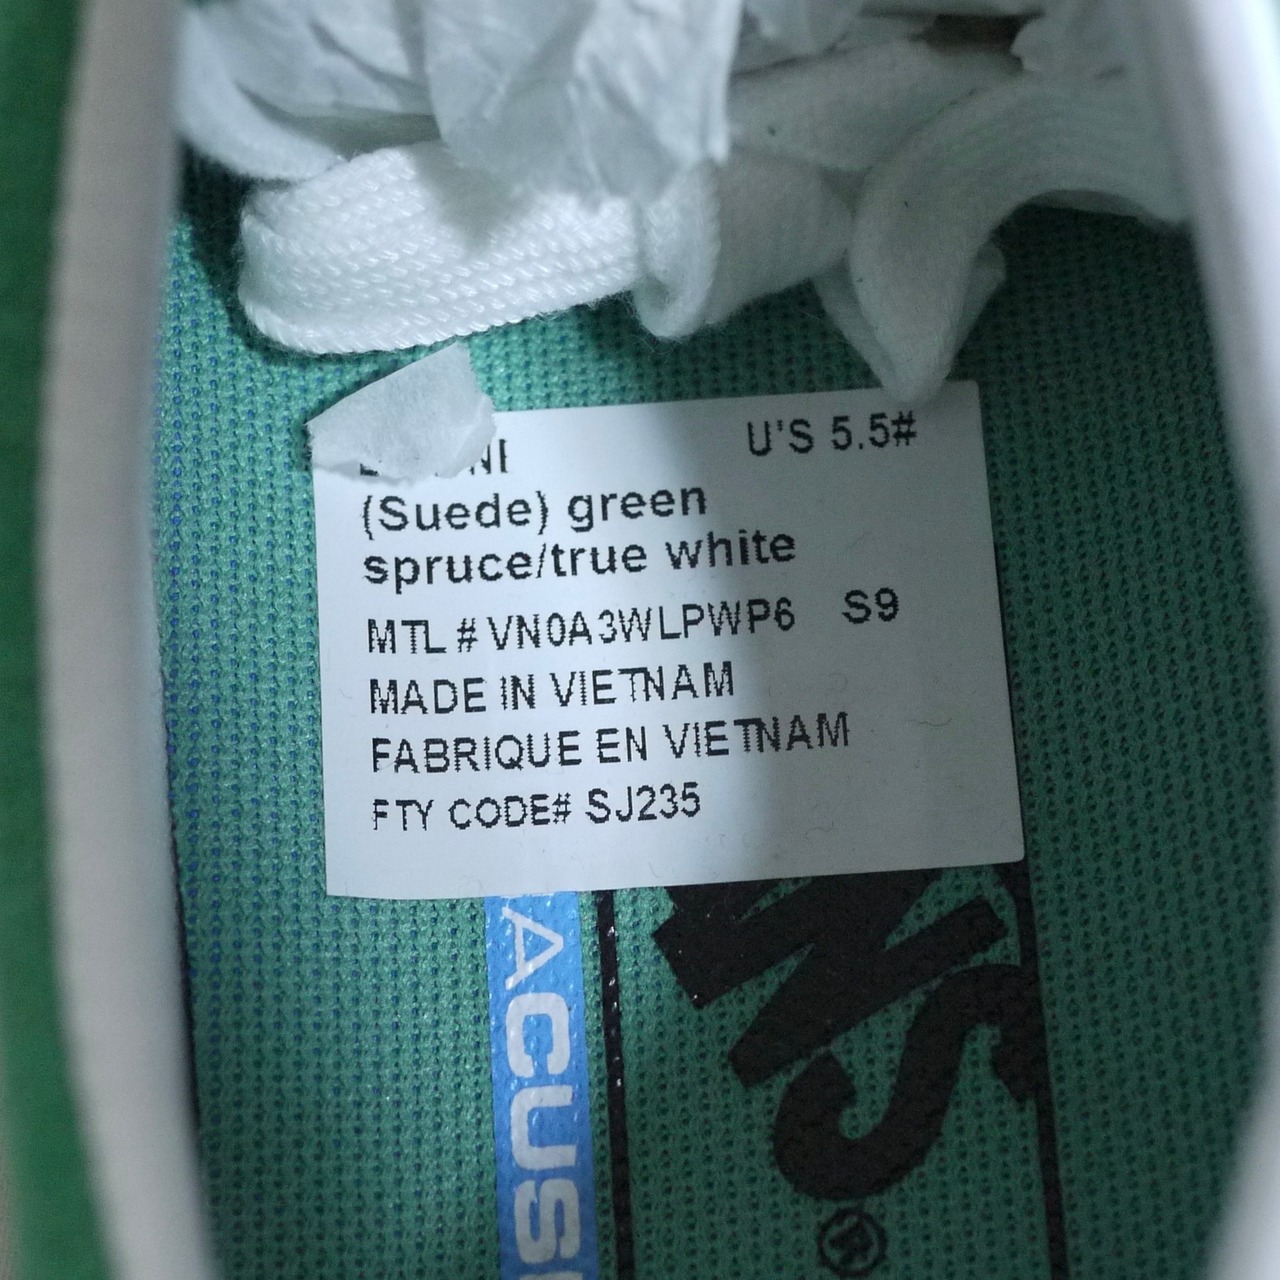 U'S 5.5#
(Suede) green
spruce/true white
MTL # VN0A3WLPWP6 S9
MADE IN VIETNAM
FABRIQUE EN VIETNAM
FTY CODE# SJ235
®